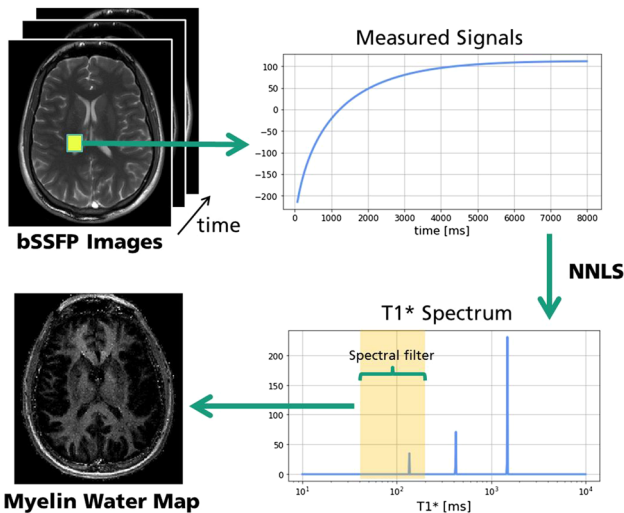 Measured Signals
100
50
0
−50
−100
−150
−200
0 1000 2000 3000 4000 5000 6000 7000 8000
time [ms]
time
bSSFP Images
NNLS
T1* Spectrum
Spectral filter
200
150
100
50
0
10¹ 10² 10³ 10⁴
T1* [ms]
Myelin Water Map